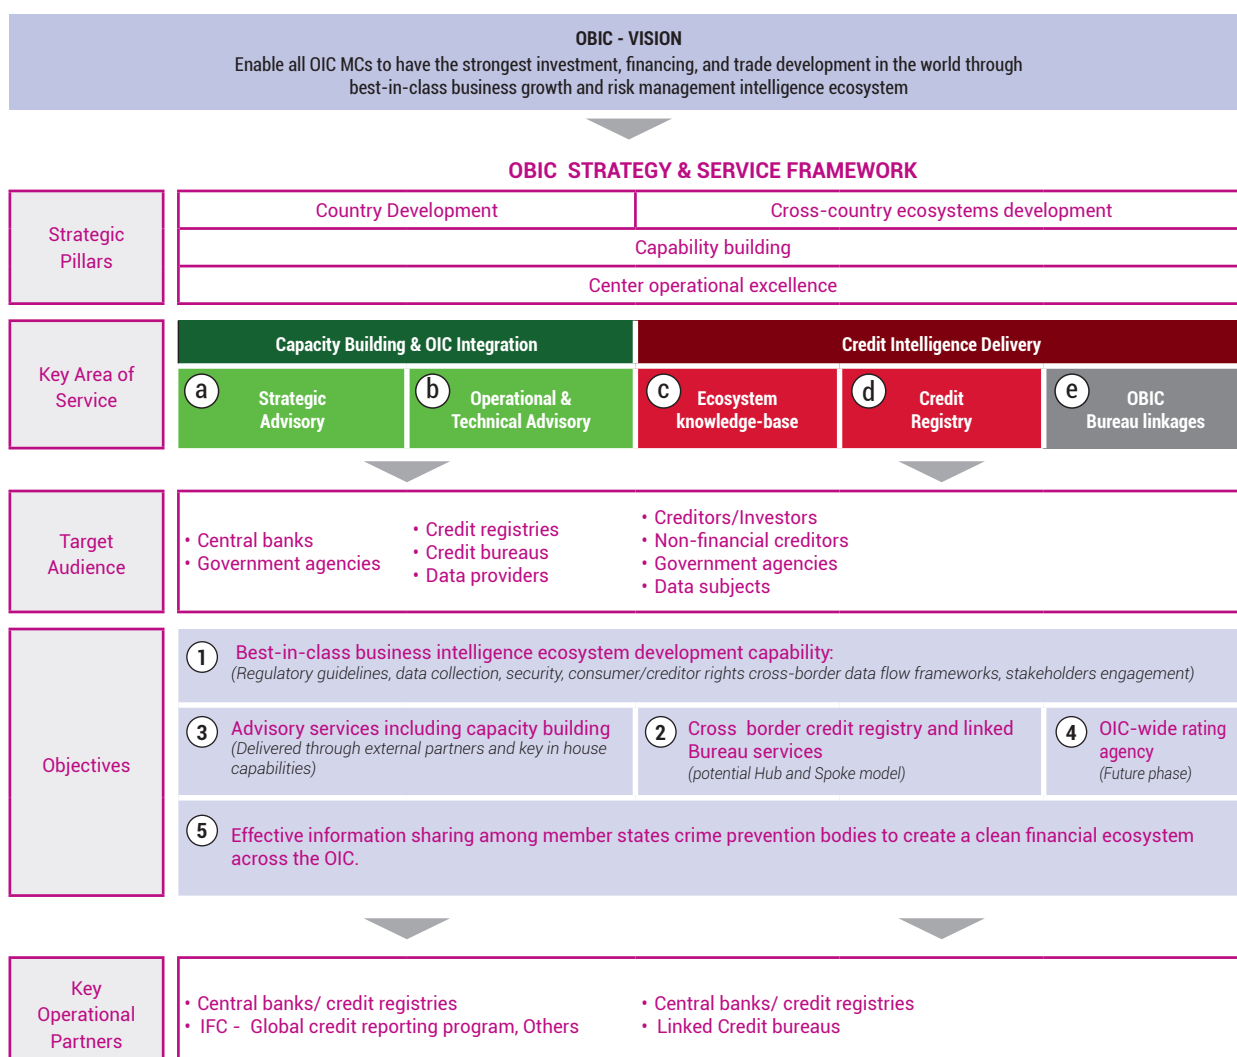 OBIC - VISION
Enable all OIC MCs to have the strongest investment, financing, and trade development in the world through
best-in-class business growth and risk management intelligence ecosystem
OBIC STRATEGY & SERVICE FRAMEWORK
Strategic
Pillars
Country Development
Cross-country ecosystems development
Capability building
Center operational excellence
Key Area of
Service
Capacity Building & OIC Integration
Credit Intelligence Delivery
a
Strategic
Advisory
b
Operational &
Technical Advisory
c
Ecosystem
knowledge-base
d
Credit
Registry
e
OBIC
Bureau linkages
Target
Audience
• Central banks
• Government agencies
• Credit registries
• Credit bureaus
• Data providers
• Creditors/Investors
• Non-financial creditors
• Government agencies
• Data subjects
Objectives
1
Best-in-class business intelligence ecosystem development capability:
(Regulatory guidelines, data collection, security, consumer/creditor rights cross-border data flow frameworks, stakeholders engagement)
3
Advisory services including capacity building
(Delivered through external partners and key in house
capabilities)
2
Cross border credit registry and linked
Bureau services
(potential Hub and Spoke model)
4
OIC-wide rating
agency
(Future phase)
5
Effective information sharing among member states crime prevention bodies to create a clean financial ecosystem
across the OIC.
Key
Operational
Partners
• Central banks/ credit registries
• IFC - Global credit reporting program, Others
• Central banks/ credit registries
• Linked Credit bureaus